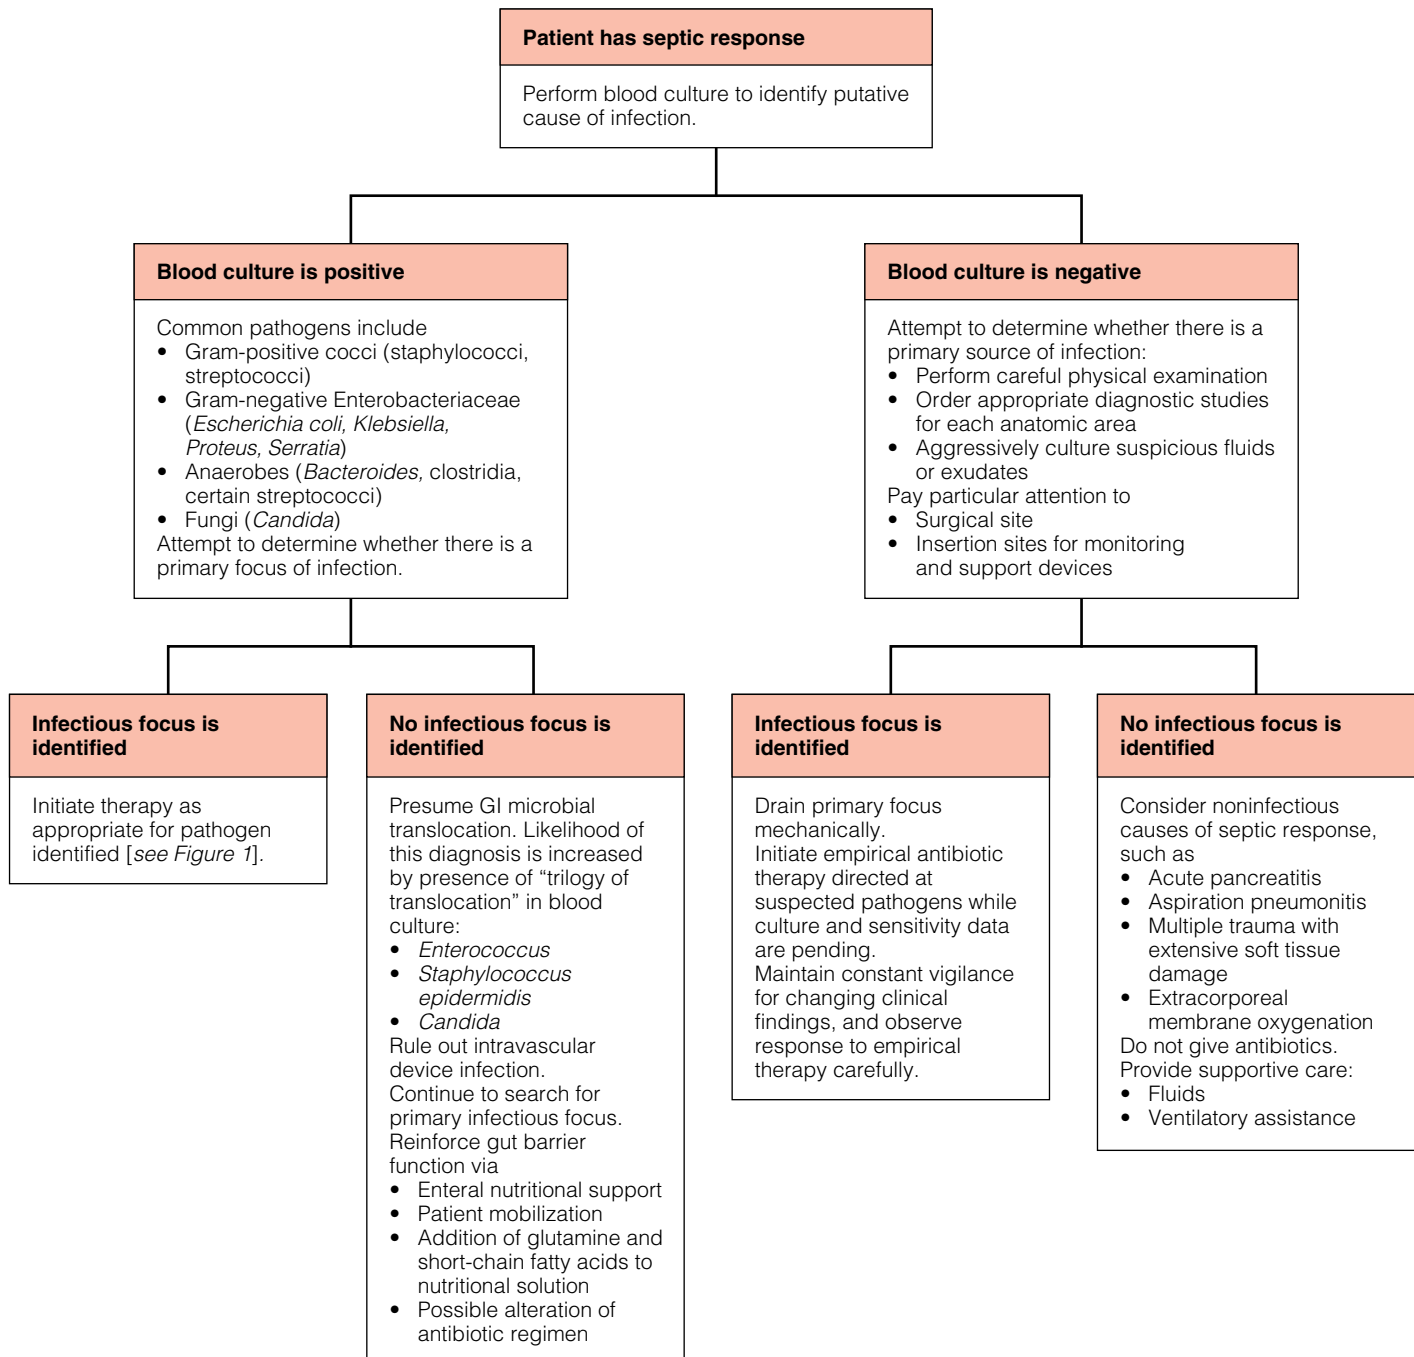 Patient has septic response
Perform blood culture to identify putative
cause of infection.
Blood culture is positive
Common pathogens include
• Gram-positive cocci (staphylococci,
streptococci)
• Gram-negative Enterobacteriaceae
(Escherichia coli, Klebsiella,
Proteus, Serratia)
• Anaerobes (Bacteroides, clostridia,
certain streptococci)
• Fungi (Candida)
Attempt to determine whether there is a
primary focus of infection.
Blood culture is negative
Attempt to determine whether there is a
primary source of infection:
• Perform careful physical examination
• Order appropriate diagnostic studies
for each anatomic area
• Aggressively culture suspicious fluids
or exudates
Pay particular attention to
• Surgical site
• Insertion sites for monitoring
and support devices
Infectious focus is
identified
Initiate therapy as
appropriate for pathogen
identified [see Figure 1].
No infectious focus is
identified
Presume GI microbial
translocation. Likelihood of
this diagnosis is increased
by presence of “trilogy of
translocation” in blood
culture:
• Enterococcus
• Staphylococcus
epidermidis
• Candida
Rule out intravascular
device infection.
Continue to search for
primary infectious focus.
Reinforce gut barrier
function via
• Enteral nutritional support
• Patient mobilization
• Addition of glutamine and
short-chain fatty acids to
nutritional solution
• Possible alteration of
antibiotic regimen
Infectious focus is
identified
Drain primary focus
mechanically.
Initiate empirical antibiotic
therapy directed at
suspected pathogens while
culture and sensitivity data
are pending.
Maintain constant vigilance
for changing clinical
findings, and observe
response to empirical
therapy carefully.
No infectious focus is
identified
Consider noninfectious
causes of septic response,
such as
• Acute pancreatitis
• Aspiration pneumonitis
• Multiple trauma with
extensive soft tissue
damage
• Extracorporeal
membrane oxygenation
Do not give antibiotics.
Provide supportive care:
• Fluids
• Ventilatory assistance